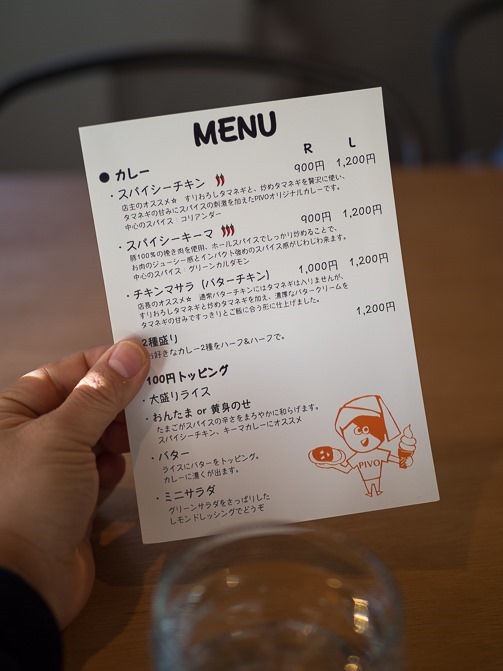 MENU
R L
● カレー
・スパイシーチキン 900円 1,200円
店主のオススメ☆ すりおろしタマネギと、炒めタマネギを贅沢に使い、
タマネギの甘みにスパイスの刺激を加えたPIVOオリジナルカレーです。
中心のスパイス：コリアンダー
・スパイシーキーマ 900円 1,200円
豚100%の挽き肉を使用、ホールスパイスでしっかり炒めることで、
お肉のジューシー感とインパクト強めのスパイス感がじわじわ来ます。
中心のスパイス：グリーンカルダモン
・チキンマサラ (バターチキン) 1,000円 1,200円
店長のオススメ☆ 通常バターチキンにはタマネギは入りませんが、
すりおろしタマネギと炒めタマネギを加え、濃厚なバタークリームを
タマネギの甘みですっきりとご飯に合う形に仕上げました。
2種盛り 1,200円
お好きなカレー2種をハーフ&ハーフで。
100円トッピング
・大盛りライス
・おんたま or 黄身のせ
たまごがスパイスの辛さをまろやかに和らげます。
スパイシーチキン、キーマカレーにオススメ
・バター
ライスにバターをトッピング。
カレーに濃くが出ます。
・ミニサラダ
グリーンサラダをさっぱりした
レモンドレッシングでどうぞ
PIVO